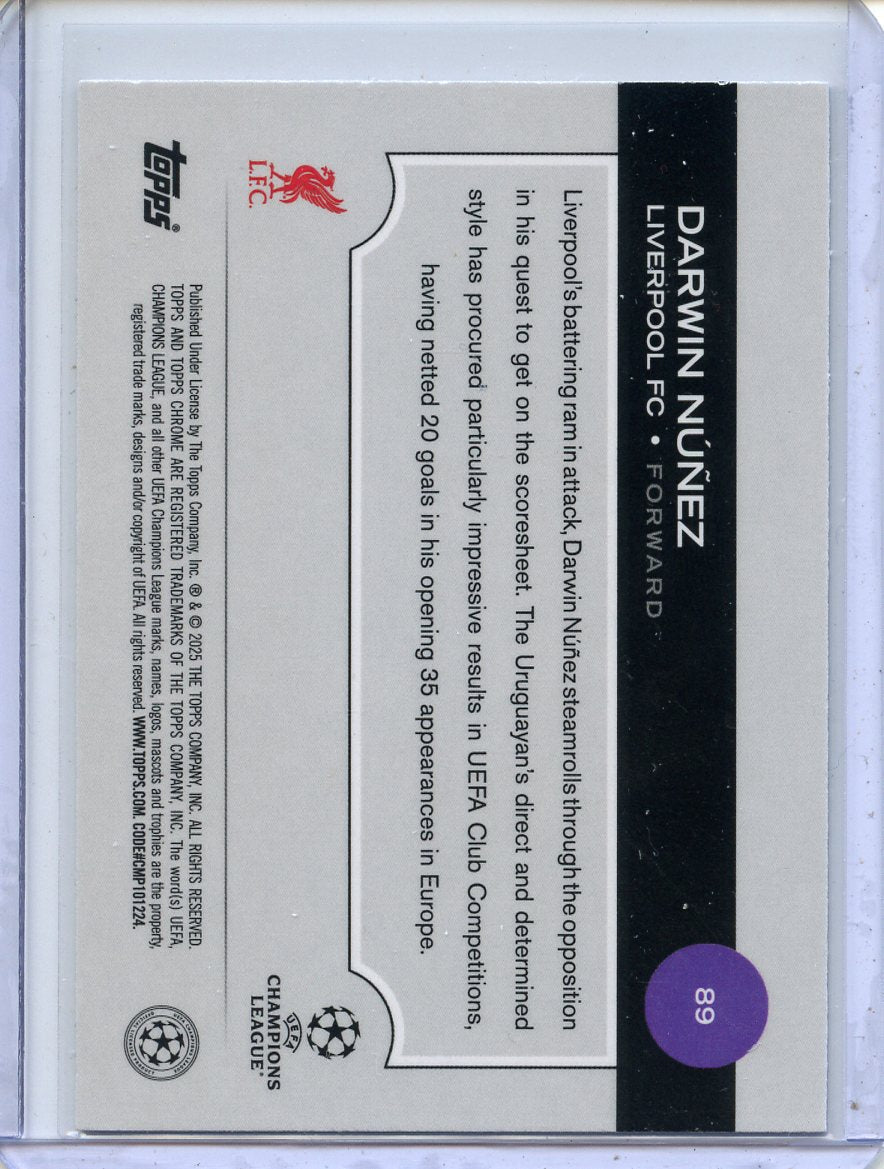 DARWIN NÚÑEZ
LIVERPOOL FC • FORWARD
89
Liverpool's battering ram in attack, Darwin Núñez steamrolls through the opposition
in his quest to get on the scoresheet. The Uruguayan's direct and determined
style has procured particularly impressive results in UEFA Club Competitions,
having netted 20 goals in his opening 35 appearances in Europe.
L.F.C.
UEFA
CHAMPIONS
LEAGUE®
topps®
Published Under License by The Topps Company, Inc. ® & © 2025 THE TOPPS COMPANY, INC. ALL RIGHTS RESERVED.
TOPPS AND TOPPS CHROME ARE REGISTERED TRADEMARKS OF THE TOPPS COMPANY, INC. The word(s) UEFA,
CHAMPIONS LEAGUE, and all other UEFA Champions League marks, names, logos, mascots and trophies are the property,
registered trade marks, designs and/or copyright of UEFA. All rights reserved. WWW.TOPPS.COM. CODE#CMP101224.